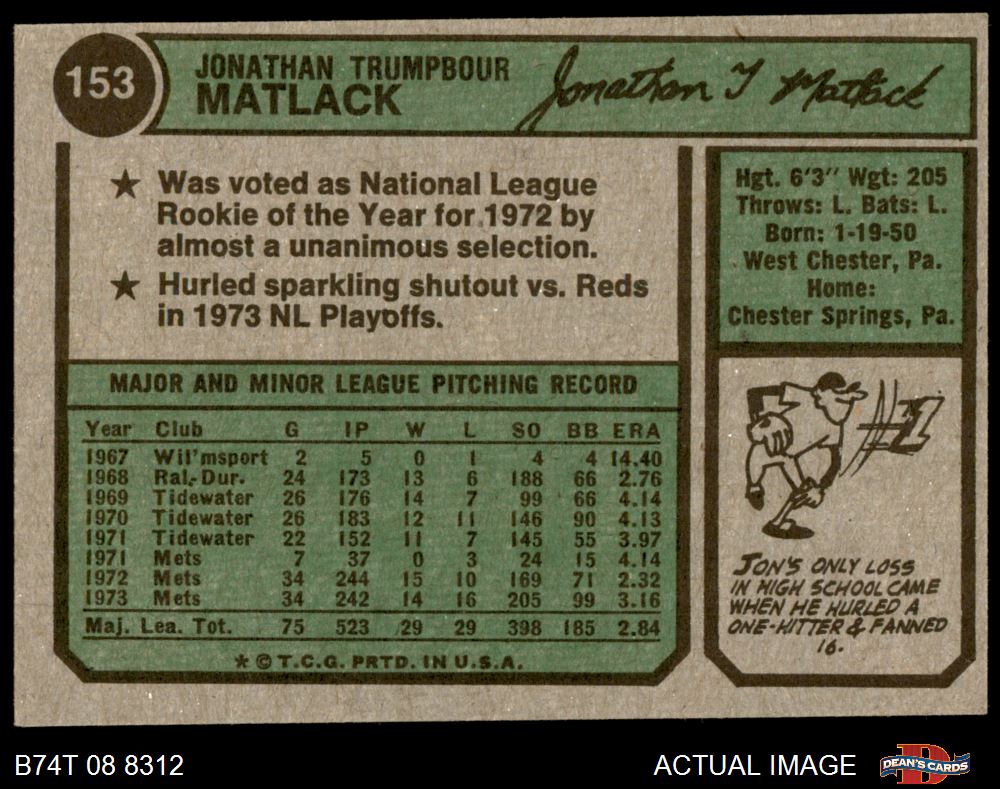 153
JONATHAN TRUMPBOUR
MATLACK
Jonathan T Matlack
★ Was voted as National League
Rookie of the Year for 1972 by
almost a unanimous selection.
★ Hurled sparkling shutout vs. Reds
in 1973 NL Playoffs.
Hgt. 6'3" Wgt: 205
Throws: L. Bats: L.
Born: 1-19-50
West Chester, Pa.
Home:
Chester Springs, Pa.
MAJOR AND MINOR LEAGUE PITCHING RECORD
Year Club G IP W L SO BB ERA
1967 Wil'msport 2 5 0 1 4 4 14.40
1968 Ral.-Dur. 24 173 13 6 188 66 2.76
1969 Tidewater 26 176 14 7 99 66 4.14
1970 Tidewater 26 183 12 11 146 90 4.13
1971 Tidewater 22 152 11 7 145 55 3.97
1971 Mets 7 37 0 3 24 15 4.14
1972 Mets 34 244 15 10 169 71 2.32
1973 Mets 34 242 14 16 205 99 3.16
Maj. Lea. Tot. 75 523 29 29 398 185 2.84
★ © T.C.G. PRTD. IN U.S.A.
#1
JON'S ONLY LOSS
IN HIGH SCHOOL CAME
WHEN HE HURLED A
ONE-HITTER & FANNED
16.
B74T 08 8312
ACTUAL IMAGE
D
DEAN'S CARDS